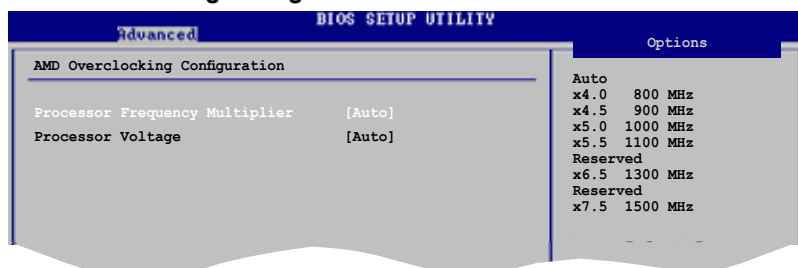 BIOS SETUP UTILITY
Advanced
Options
AMD Overclocking Configuration
Processor Frequency Multiplier [Auto]
Processor Voltage [Auto]
Auto
x4.0 800 MHz
x4.5 900 MHz
x5.0 1000 MHz
x5.5 1100 MHz
Reserved
x6.5 1300 MHz
Reserved
x7.5 1500 MHz